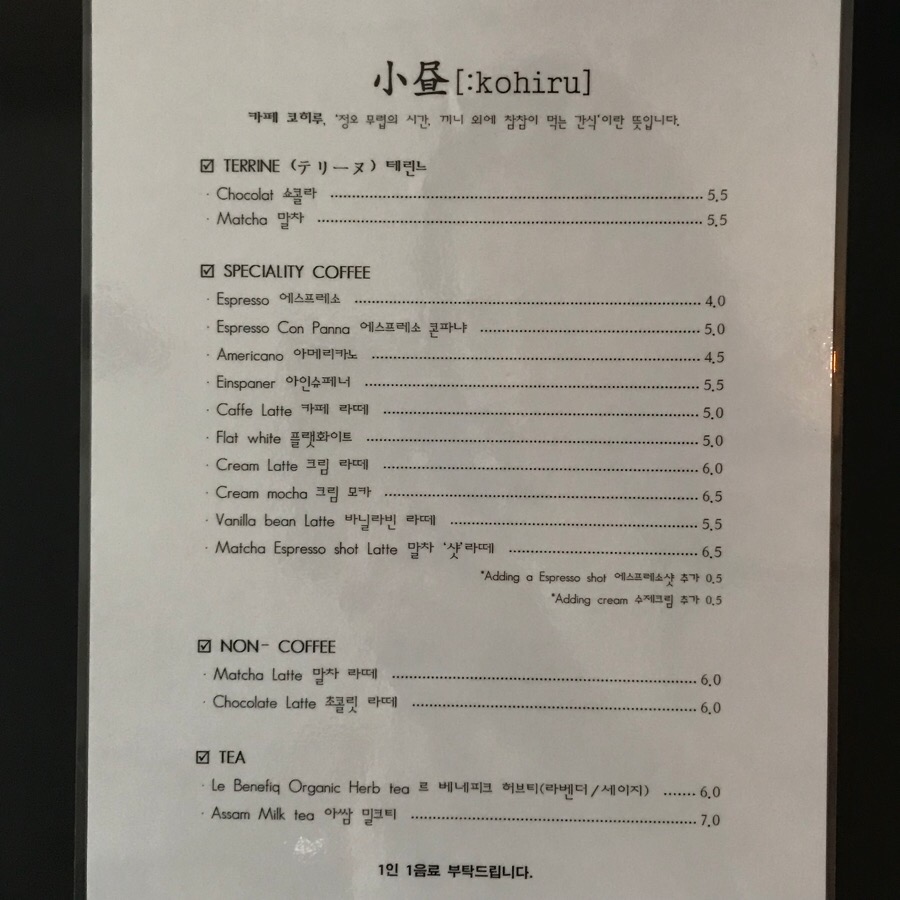 小昼[:kohiru]
카페 코히루, '정오 무렵의 시간, 끼니 외에 참참이 먹는 간식'이란 뜻입니다.
☑ TERRINE (テリーヌ) 테린느
· Chocolat 쇼콜라 ........ 5.5
· Matcha 말차 ........ 5.5
☑ SPECIALITY COFFEE
· Espresso 에스프레소 ........ 4.0
· Espresso Con Panna 에스프레소 콘파냐 ........ 5.0
· Americano 아메리카노 ........ 4.5
· Einspaner 아인슈페너 ........ 5.5
· Caffe Latte 카페 라떼 ........ 5.0
· Flat white 플랫화이트 ........ 5.0
· Cream Latte 크림 라떼 ........ 6.0
· Cream mocha 크림 모카 ........ 6.5
· Vanilla bean Latte 바닐라빈 라떼 ........ 5.5
· Matcha Espresso shot Latte 말차 '샷'라떼 ........ 6.5
*Adding a Espresso shot 에스프레소샷 추가 0.5
*Adding cream 수제크림 추가 0.5
☑ NON- COFFEE
· Matcha Latte 말차 라떼 ........ 6.0
· Chocolate Latte 초콜릿 라떼 ........ 6.0
☑ TEA
· Le Benefiq Organic Herb tea 르 베네피크 허브티(라벤더/세이지) ....... 6.0
· Assam Milk tea 아쌈 밀크티 ........ 7.0
1인 1음료 부탁드립니다.